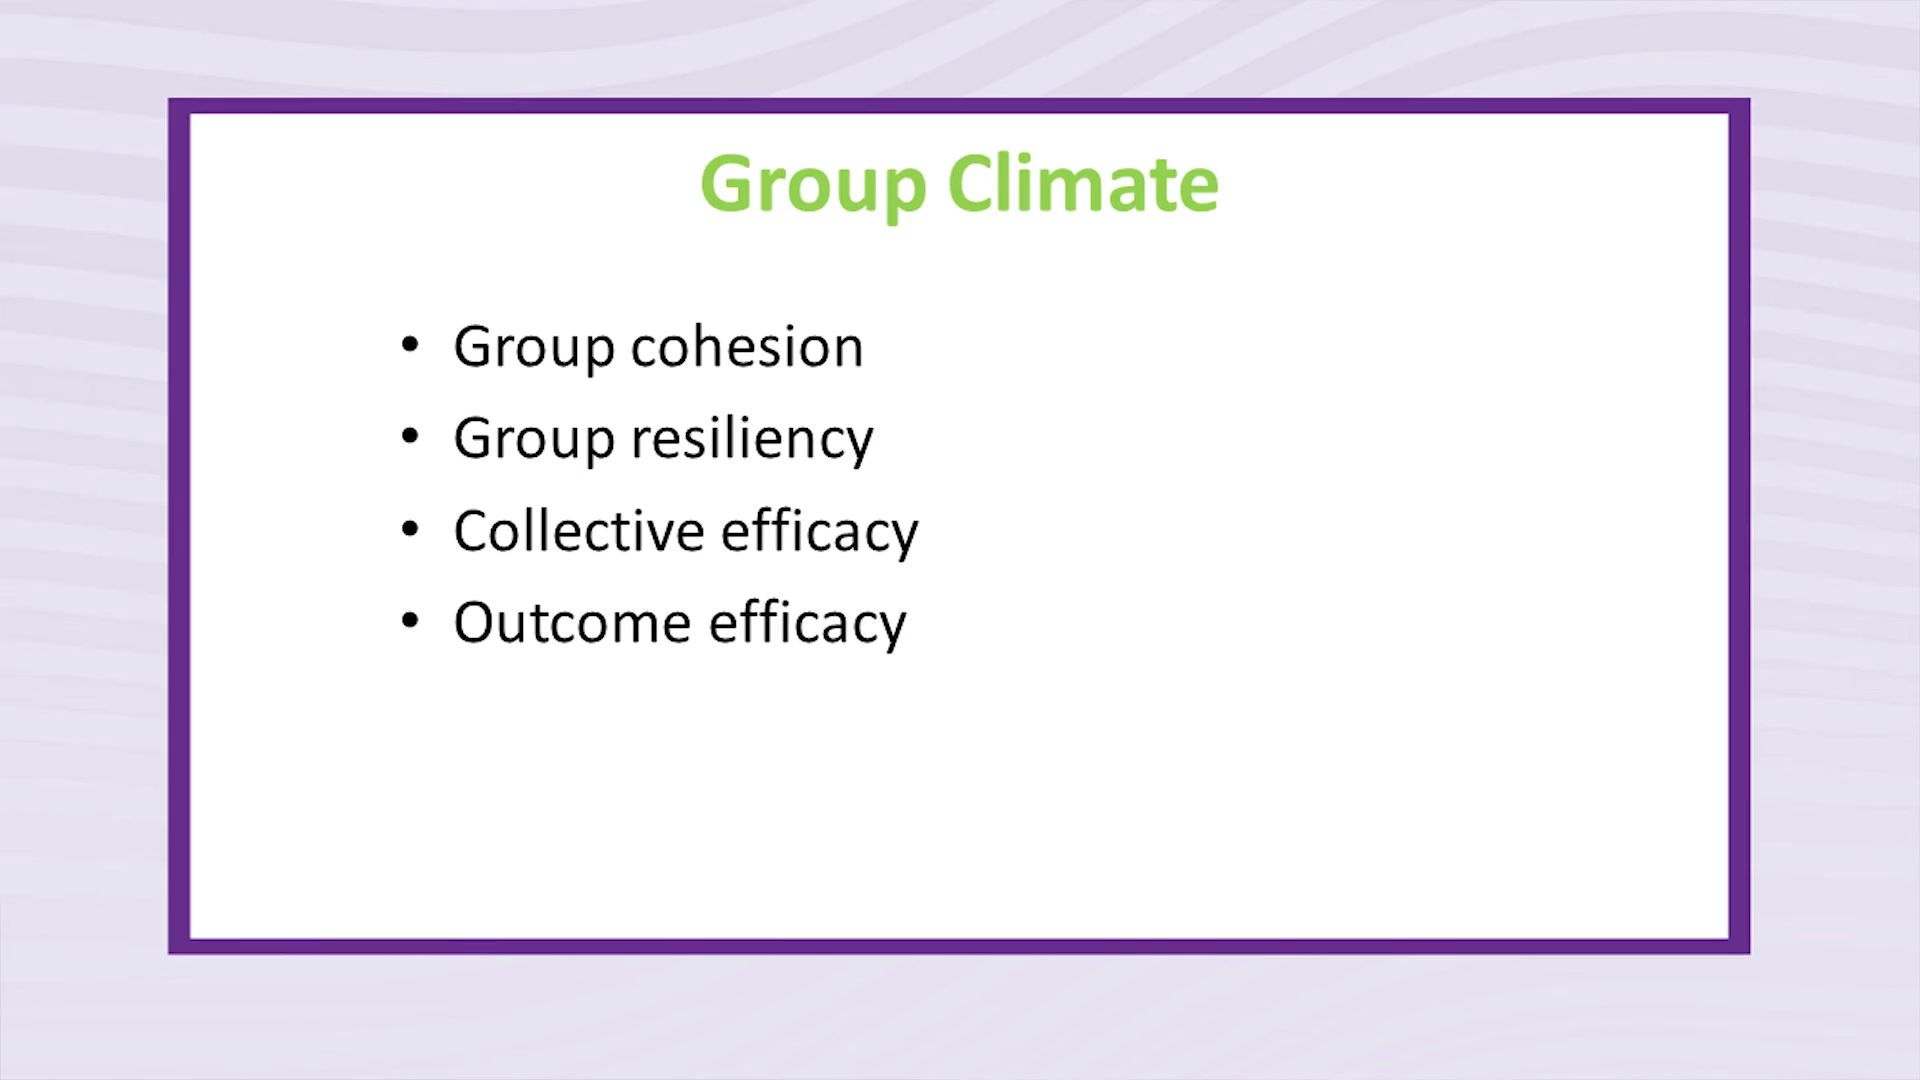 Group Climate
• Group cohesion
• Group resiliency
• Collective efficacy
• Outcome efficacy